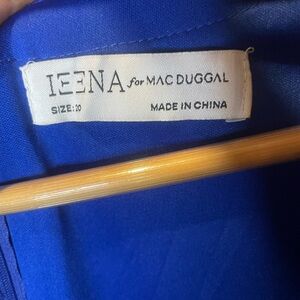 IEENA for MAC DUGGAL
SIZE: 20 MADE IN CHINA